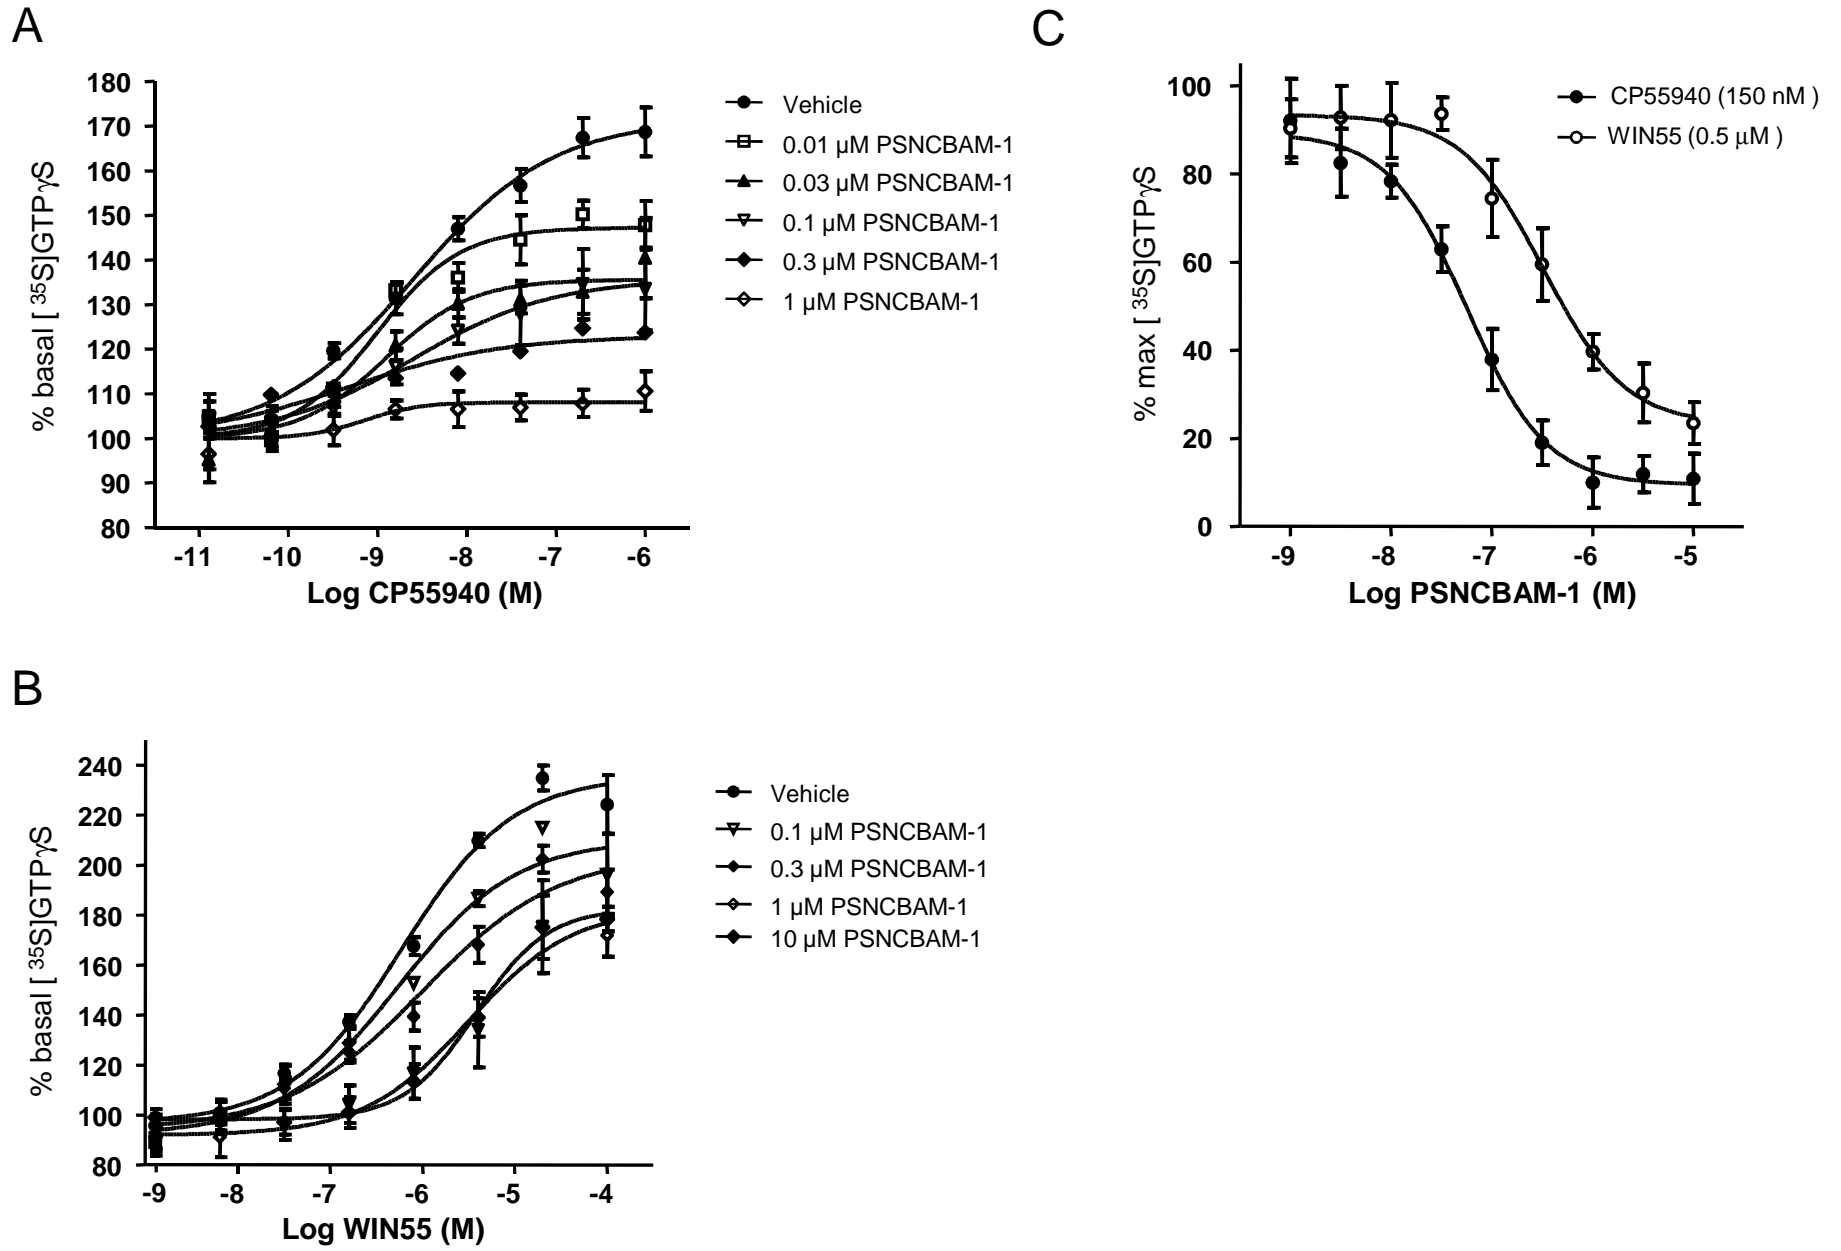 A
% basal [ ³⁵S]GTPγS
180
170
160
150
140
130
120
110
100
90
80
-11 -10 -9 -8 -7 -6
Log CP55940 (M)
Vehicle
0.01 µM PSNCBAM-1
0.03 µM PSNCBAM-1
0.1 µM PSNCBAM-1
0.3 µM PSNCBAM-1
1 µM PSNCBAM-1
C
% max [ ³⁵S]GTPγS
100
80
60
40
20
0
-9 -8 -7 -6 -5
Log PSNCBAM-1 (M)
CP55940 (150 nM )
WIN55 (0.5 µM )
B
% basal [ ³⁵S]GTPγS
240
220
200
180
160
140
120
100
80
-9 -8 -7 -6 -5 -4
Log WIN55 (M)
Vehicle
0.1 µM PSNCBAM-1
0.3 µM PSNCBAM-1
1 µM PSNCBAM-1
10 µM PSNCBAM-1